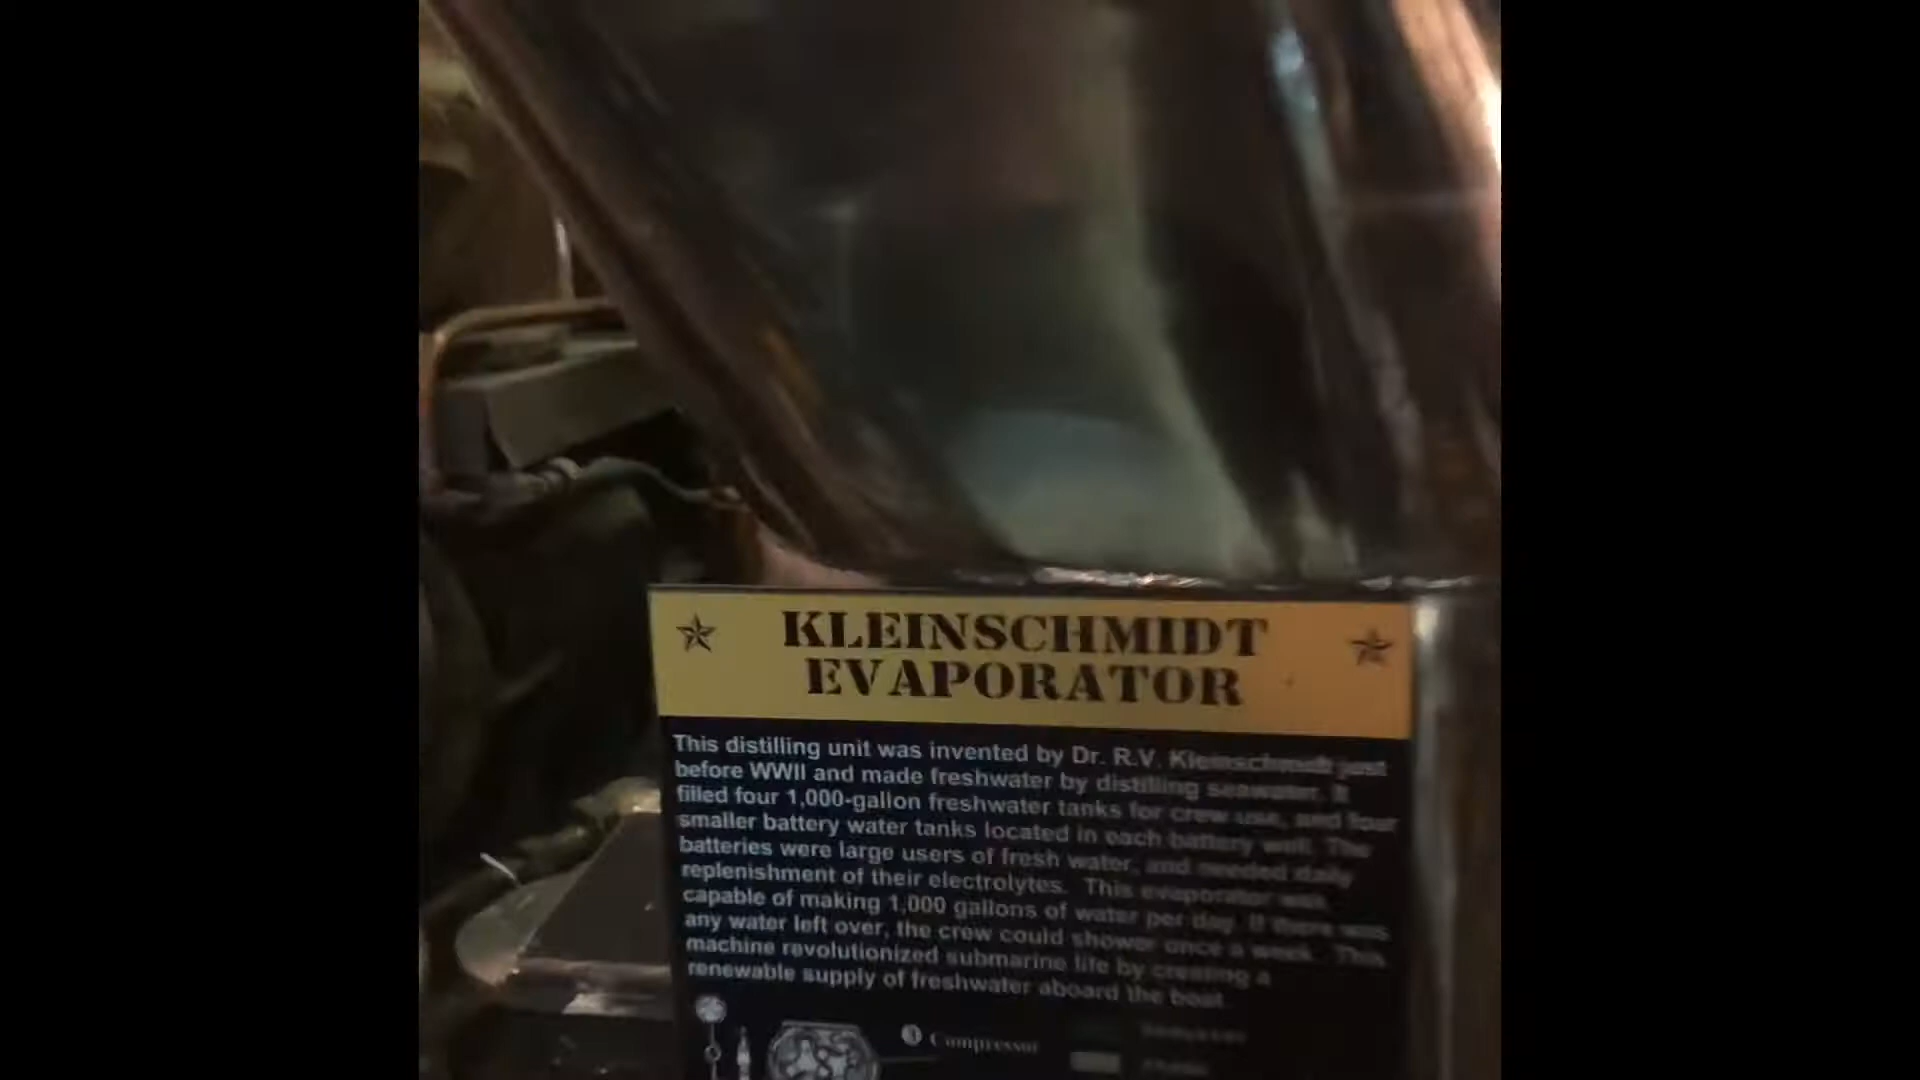 KLEINSCHMIDT
EVAPORATOR
This distilling unit was invented by Dr. R.V. Kleinschmidt just
before WWII and made freshwater by distilling seawater. It
filled four 1,000-gallon freshwater tanks for crew use, and four
smaller battery water tanks located in each battery well. The
batteries were large users of fresh water, and needed daily
replenishment of their electrolytes. This evaporator was
capable of making 1,000 gallons of water per day. If there was
any water left over, the crew could shower once a week. This
machine revolutionized submarine life by creating a
renewable supply of freshwater aboard the boat.
Compressor